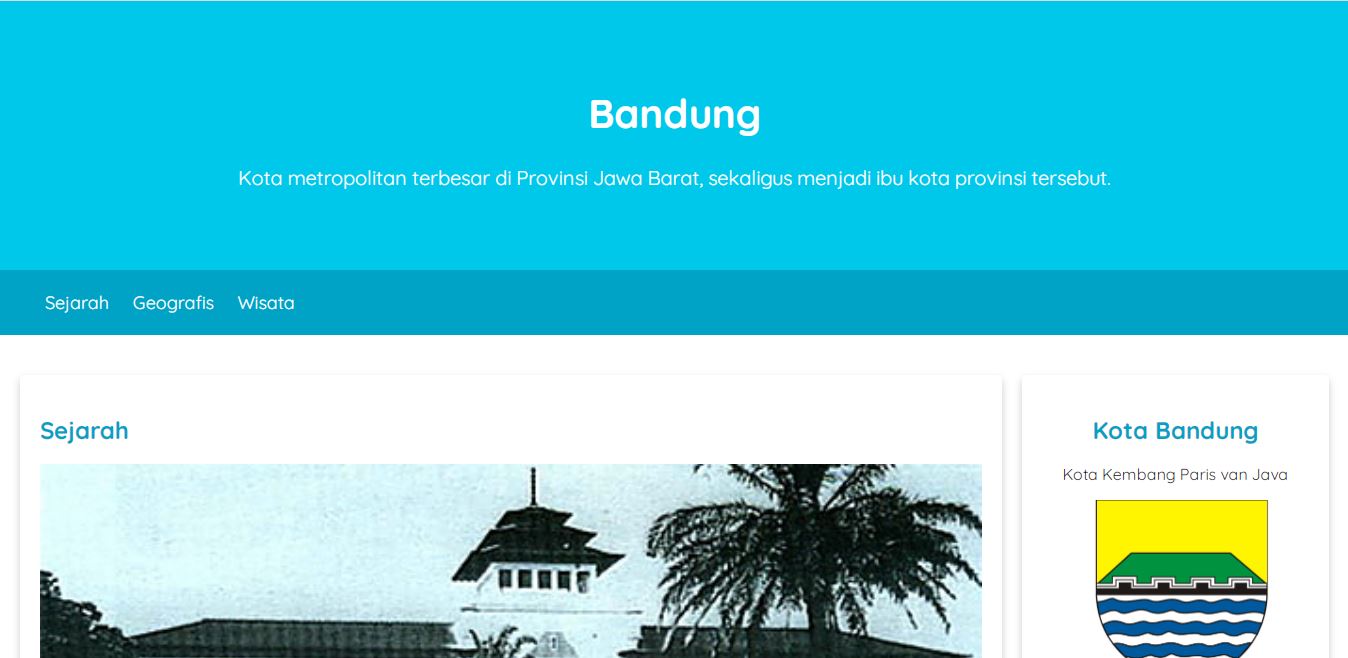 Bandung
Kota metropolitan terbesar di Provinsi Jawa Barat, sekaligus menjadi ibu kota provinsi tersebut.
Sejarah Geografis Wisata
Sejarah
Kota Bandung
Kota Kembang Paris van Java